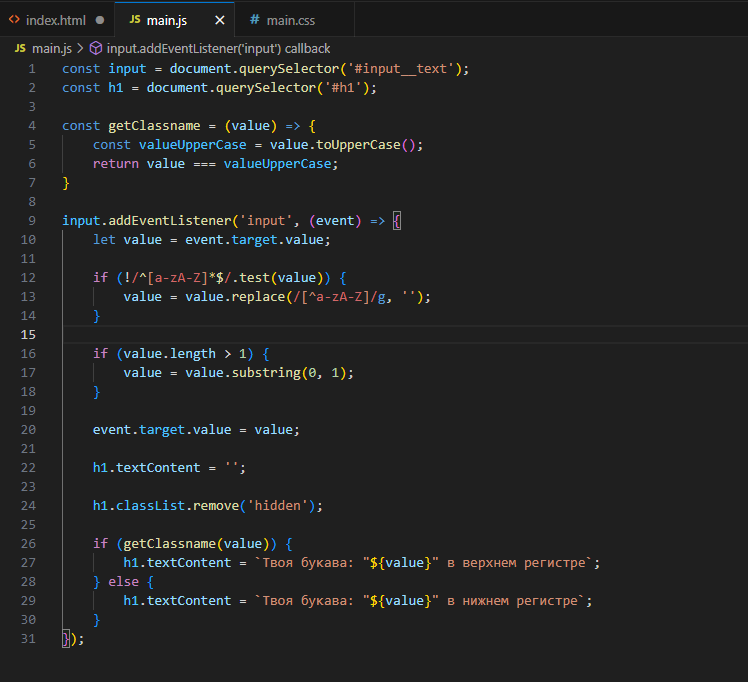 index.html
JS main.js
# main.css
JS main.js > input.addEventListener('input') callback
1 const input = document.querySelector('#input__text');
2 const h1 = document.querySelector('#h1');
3
4 const getClassname = (value) => {
5     const valueUpperCase = value.toUpperCase();
6     return value === valueUpperCase;
7 }
8
9 input.addEventListener('input', (event) => {
10     let value = event.target.value;
11
12     if (!/^[a-zA-Z]*$/.test(value)) {
13         value = value.replace(/[^a-zA-Z]/g, '');
14     }
15
16     if (value.length > 1) {
17         value = value.substring(0, 1);
18     }
19
20     event.target.value = value;
21
22     h1.textContent = '';
23
24     h1.classList.remove('hidden');
25
26     if (getClassname(value)) {
27         h1.textContent = `Твоя букава: "${value}" в верхнем регистре`;
28     } else {
29         h1.textContent = `Твоя букава: "${value}" в нижнем регистре`;
30     }
31 });